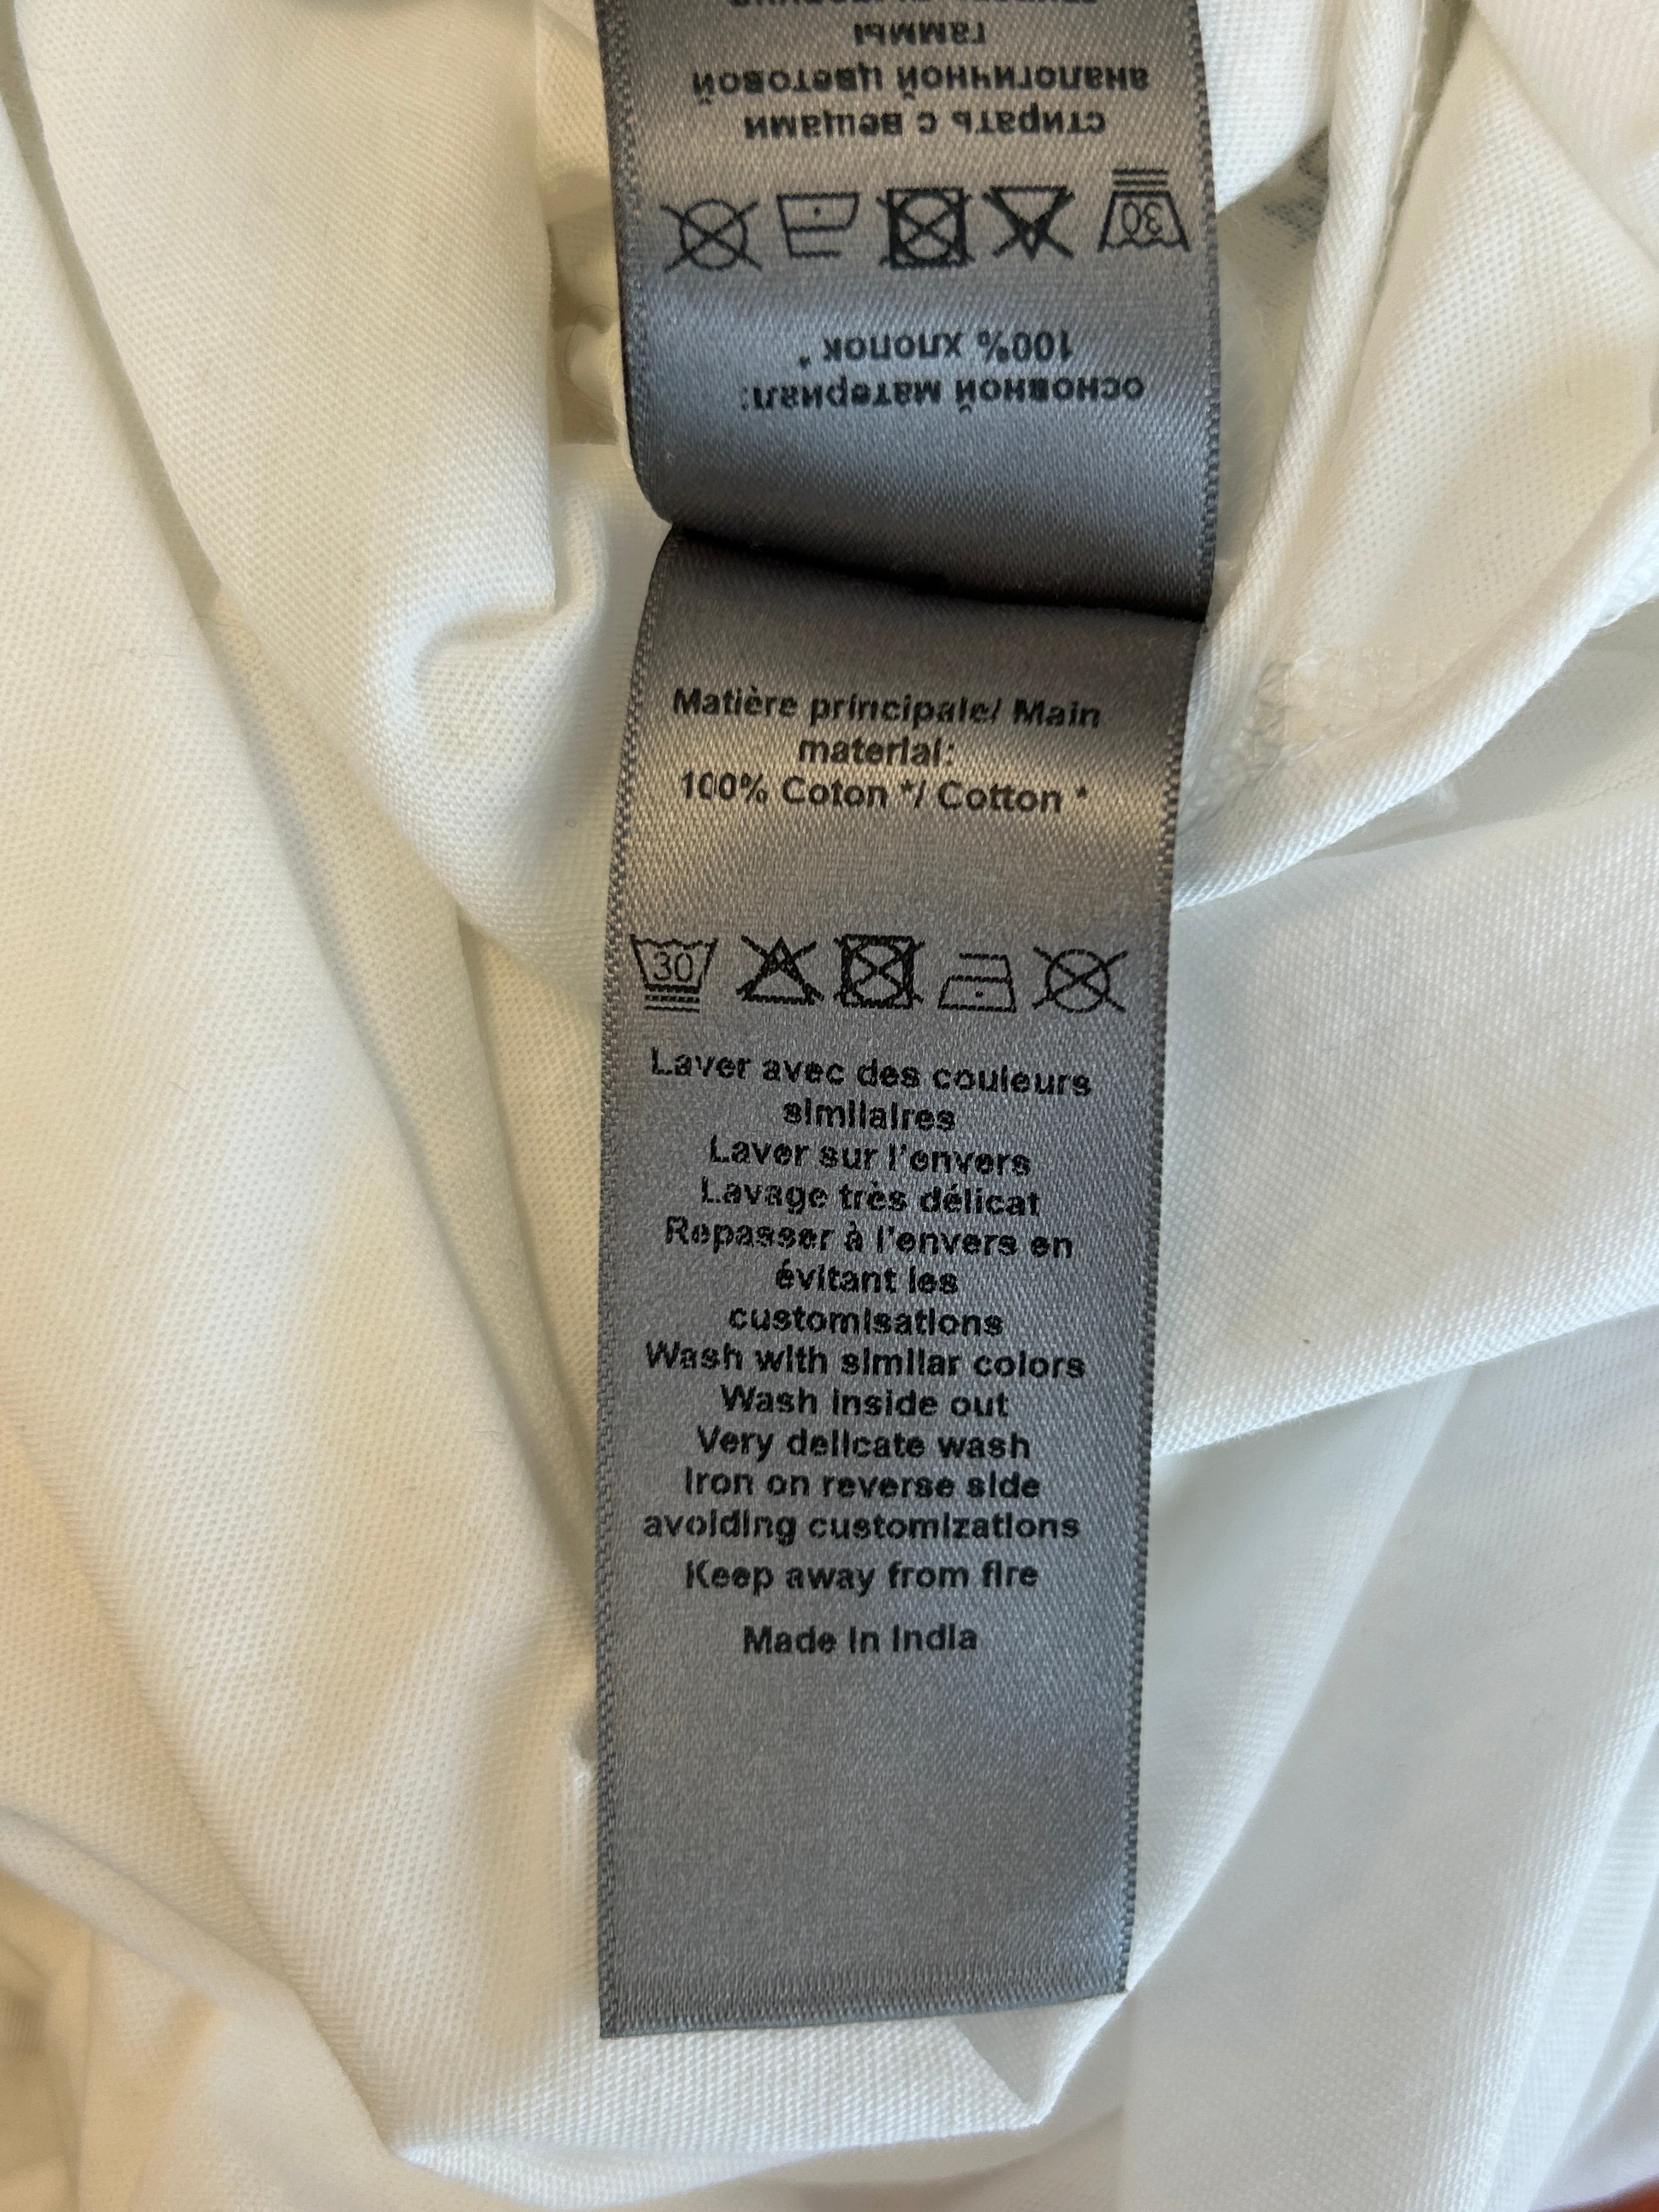 гаммы
аналогичной цветовой
стирать с вещами
30
100% хлопок *
основной материал:
Matière principale/ Main
material:
100% Coton */ Cotton *
30
Laver avec des couleurs
similaires
Laver sur l'envers
Lavage très délicat
Repasser à l'envers en
évitant les
customisations
Wash with similar colors
Wash inside out
Very delicate wash
Iron on reverse side
avoiding customizations
Keep away from fire
Made in India